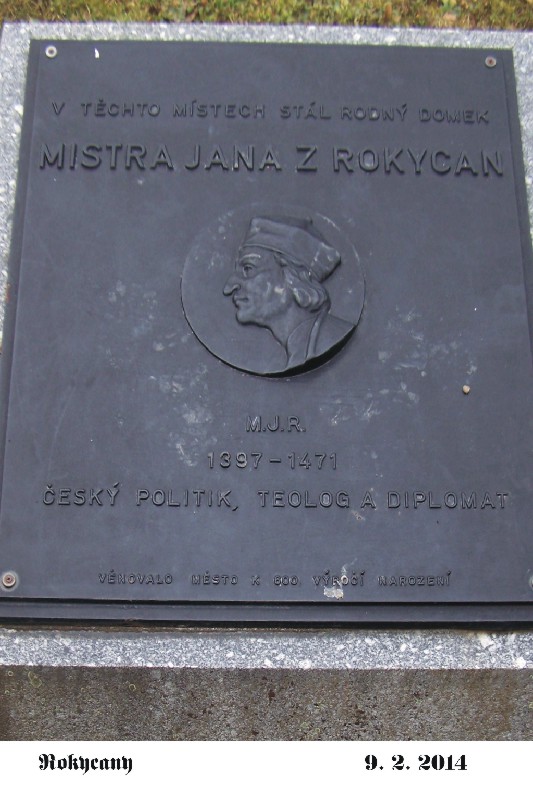 V TĚCHTO MÍSTECH STÁL RODNÝ DOMEK
MISTRA JANA Z ROKYCAN
M.J.R.
1397-1471
ČESKÝ POLITIK, TEOLOG A DIPLOMAT
VĚNOVALO MĚSTO K 600 VÝROČÍ NAROZENÍ
Rokycany 9. 2. 2014